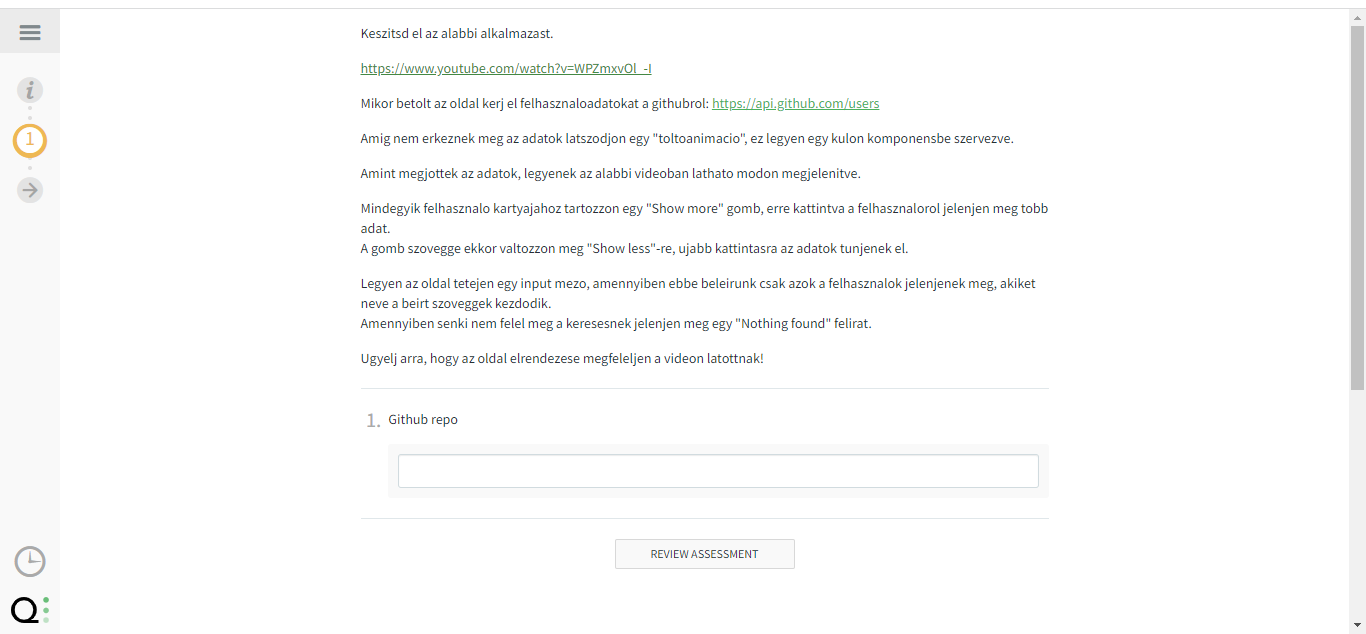 Keszitsd el az alabbi alkalmazast.
https://www.youtube.com/watch?v=WPZmxvOl_-I
Mikor betolt az oldal kerj el felhasznaloadatokat a githubrol: https://api.github.com/users
Amig nem erkeznek meg az adatok latszodjon egy "toltoanimacio", ez legyen egy kulon komponensbe szervezve.
Amint megjottek az adatok, legyenek az alabbi videoban lathato modon megjelenitve.
Mindegyik felhasznalo kartyajahoz tartozzon egy "Show more" gomb, erre kattintva a felhasznalorol jelenjen meg tobb
adat.
A gomb szovegge ekkor valtozzon meg "Show less"-re, ujabb kattintasra az adatok tunjenek el.
Legyen az oldal tetejen egy input mezo, amennyiben ebbe beleirunk csak azok a felhasznalok jelenjenek meg, akiket
neve a beirt szoveggek kezdodik.
Amennyiben senki nem felel meg a keresesnek jelenjen meg egy "Nothing found" felirat.
Ugyelj arra, hogy az oldal elrendezese megfeleljen a videon latottnak!
i
1
1. Github repo
REVIEW ASSESSMENT